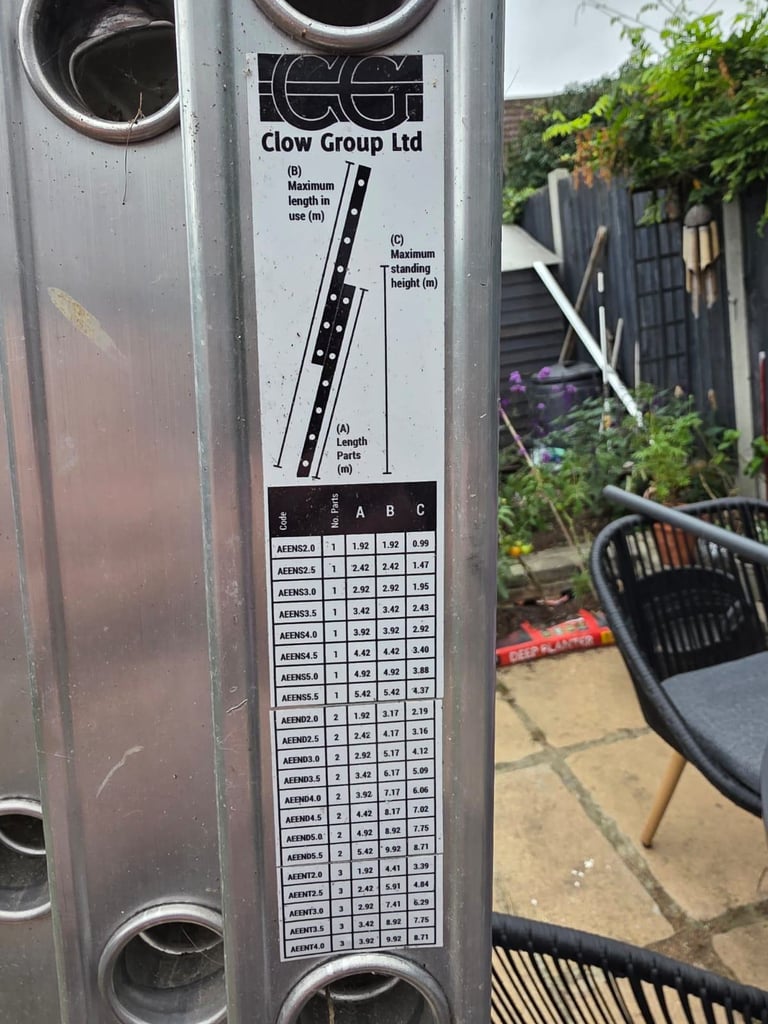 CG
Clow Group Ltd
(B)
Maximum
length in
use (m)
(C)
Maximum
standing
height (m)
(A)
Length
Parts
(m)
Code No. Parts A B C
AEENS2.0 1 1.92 1.92 0.99
AEENS2.5 1 2.42 2.42 1.47
AEENS3.0 1 2.92 2.92 1.95
AEENS3.5 1 3.42 3.42 2.43
AEENS4.0 1 3.92 3.92 2.92
AEENS4.5 1 4.42 4.42 3.40
AEENS5.0 1 4.92 4.92 3.88
AEENS5.5 1 5.42 5.42 4.37
AEEND2.0 2 1.92 3.17 2.19
AEEND2.5 2 2.42 4.17 3.16
AEEND3.0 2 2.92 5.17 4.12
AEEND3.5 2 3.42 6.17 5.09
AEEND4.0 2 3.92 7.17 6.06
AEEND4.5 2 4.42 8.17 7.02
AEEND5.0 2 4.92 8.92 7.75
AEEND5.5 2 5.42 9.92 8.71
AEENT2.0 3 1.92 4.41 3.39
AEENT2.5 3 2.42 5.91 4.84
AEENT3.0 3 2.92 7.41 6.29
AEENT3.5 3 3.42 8.92 7.75
AEENT4.0 3 3.92 9.92 8.71
DEEP PLANTER